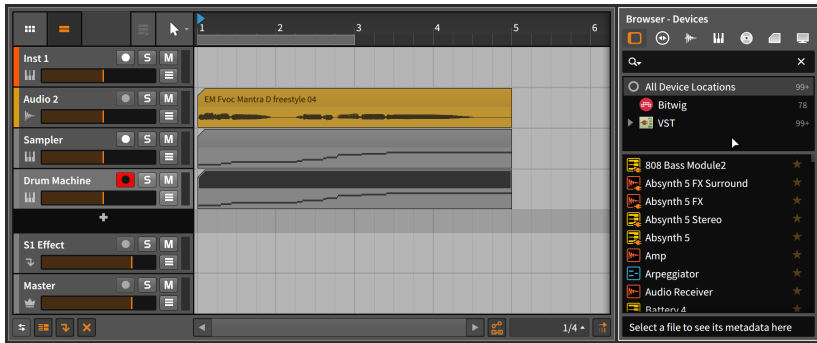 1 2 3 4 5 6
Inst 1 S M
Audio 2 S M
EM Fvoc Mantra D freestyle 04
Sampler S M
Drum Machine S M
+
S1 Effect S M
Master S M
1/4
Browser - Devices
All Device Locations 99+
Bitwig 78
VST 99+
808 Bass Module2
Absynth 5 FX Surround
Absynth 5 FX
Absynth 5 Stereo
Absynth 5
Amp
Arpeggiator
Audio Receiver
Battery 4
Select a file to see its metadata here